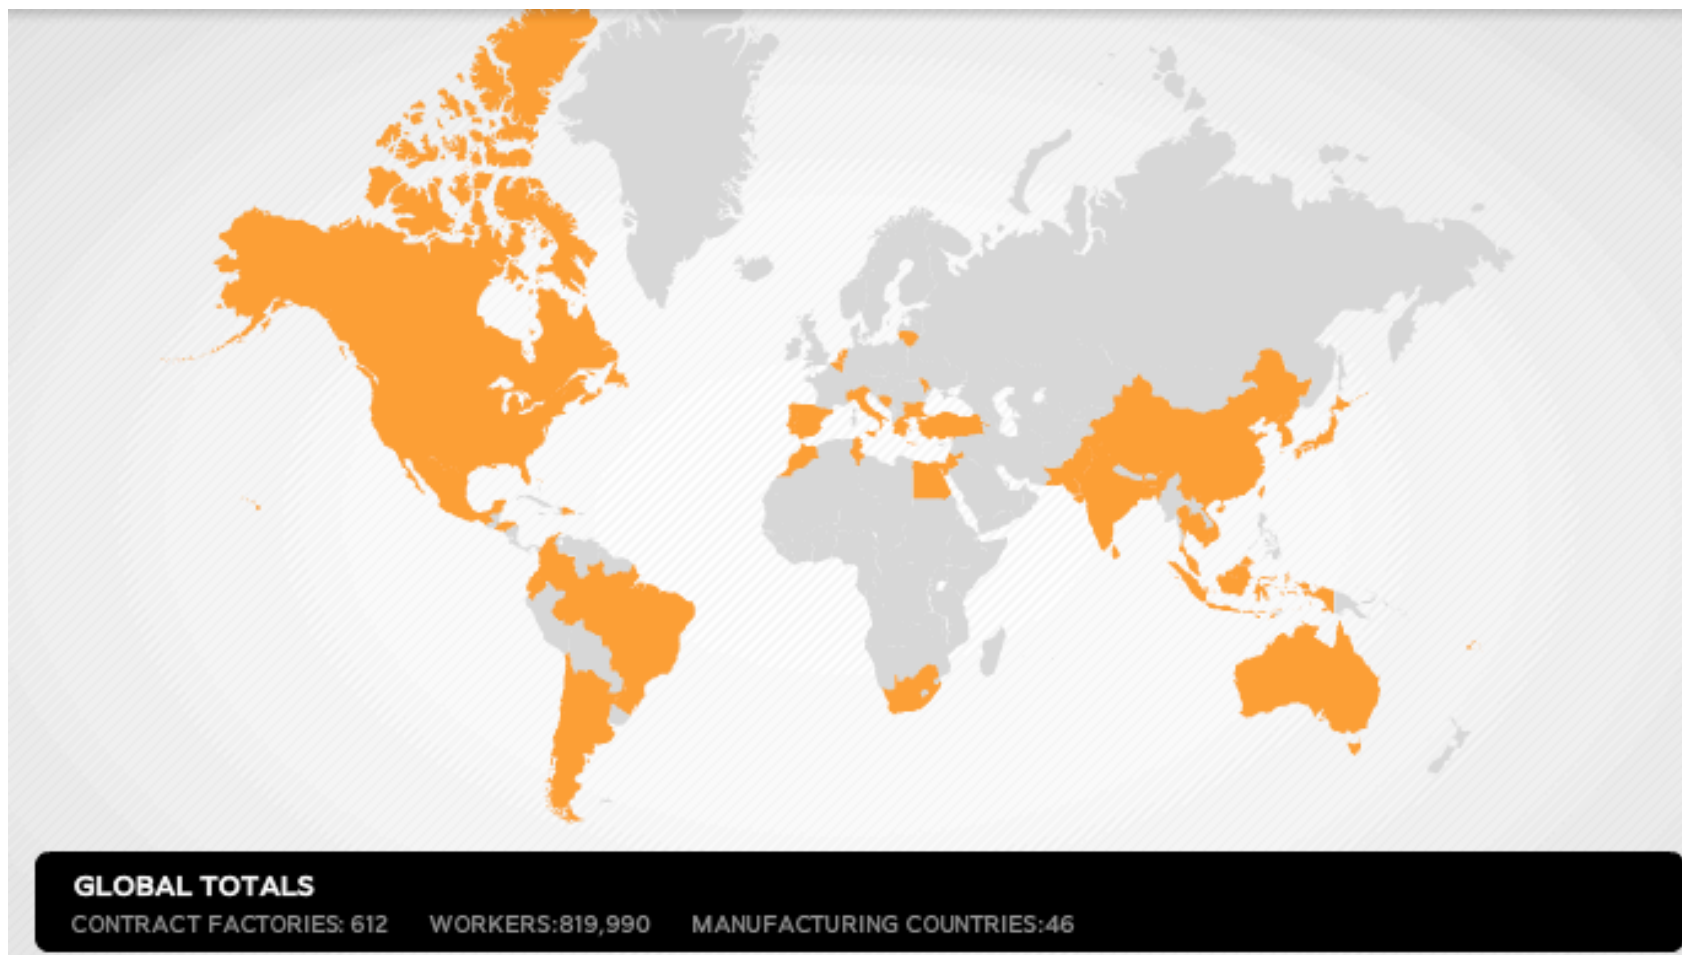 GLOBAL TOTALS
CONTRACT FACTORIES: 612 WORKERS:819,990 MANUFACTURING COUNTRIES:46